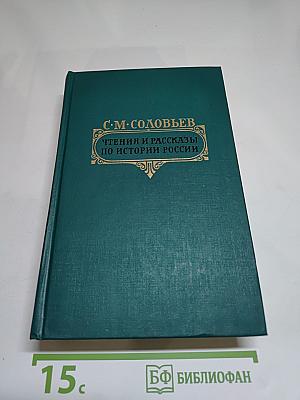 С·М·СОЛОВЬЕВ
ЧТЕНИЯ И РАССКАЗЫ
ПО ИСТОРИИ РОССИИ
15с
БФ БИБЛИОФАН